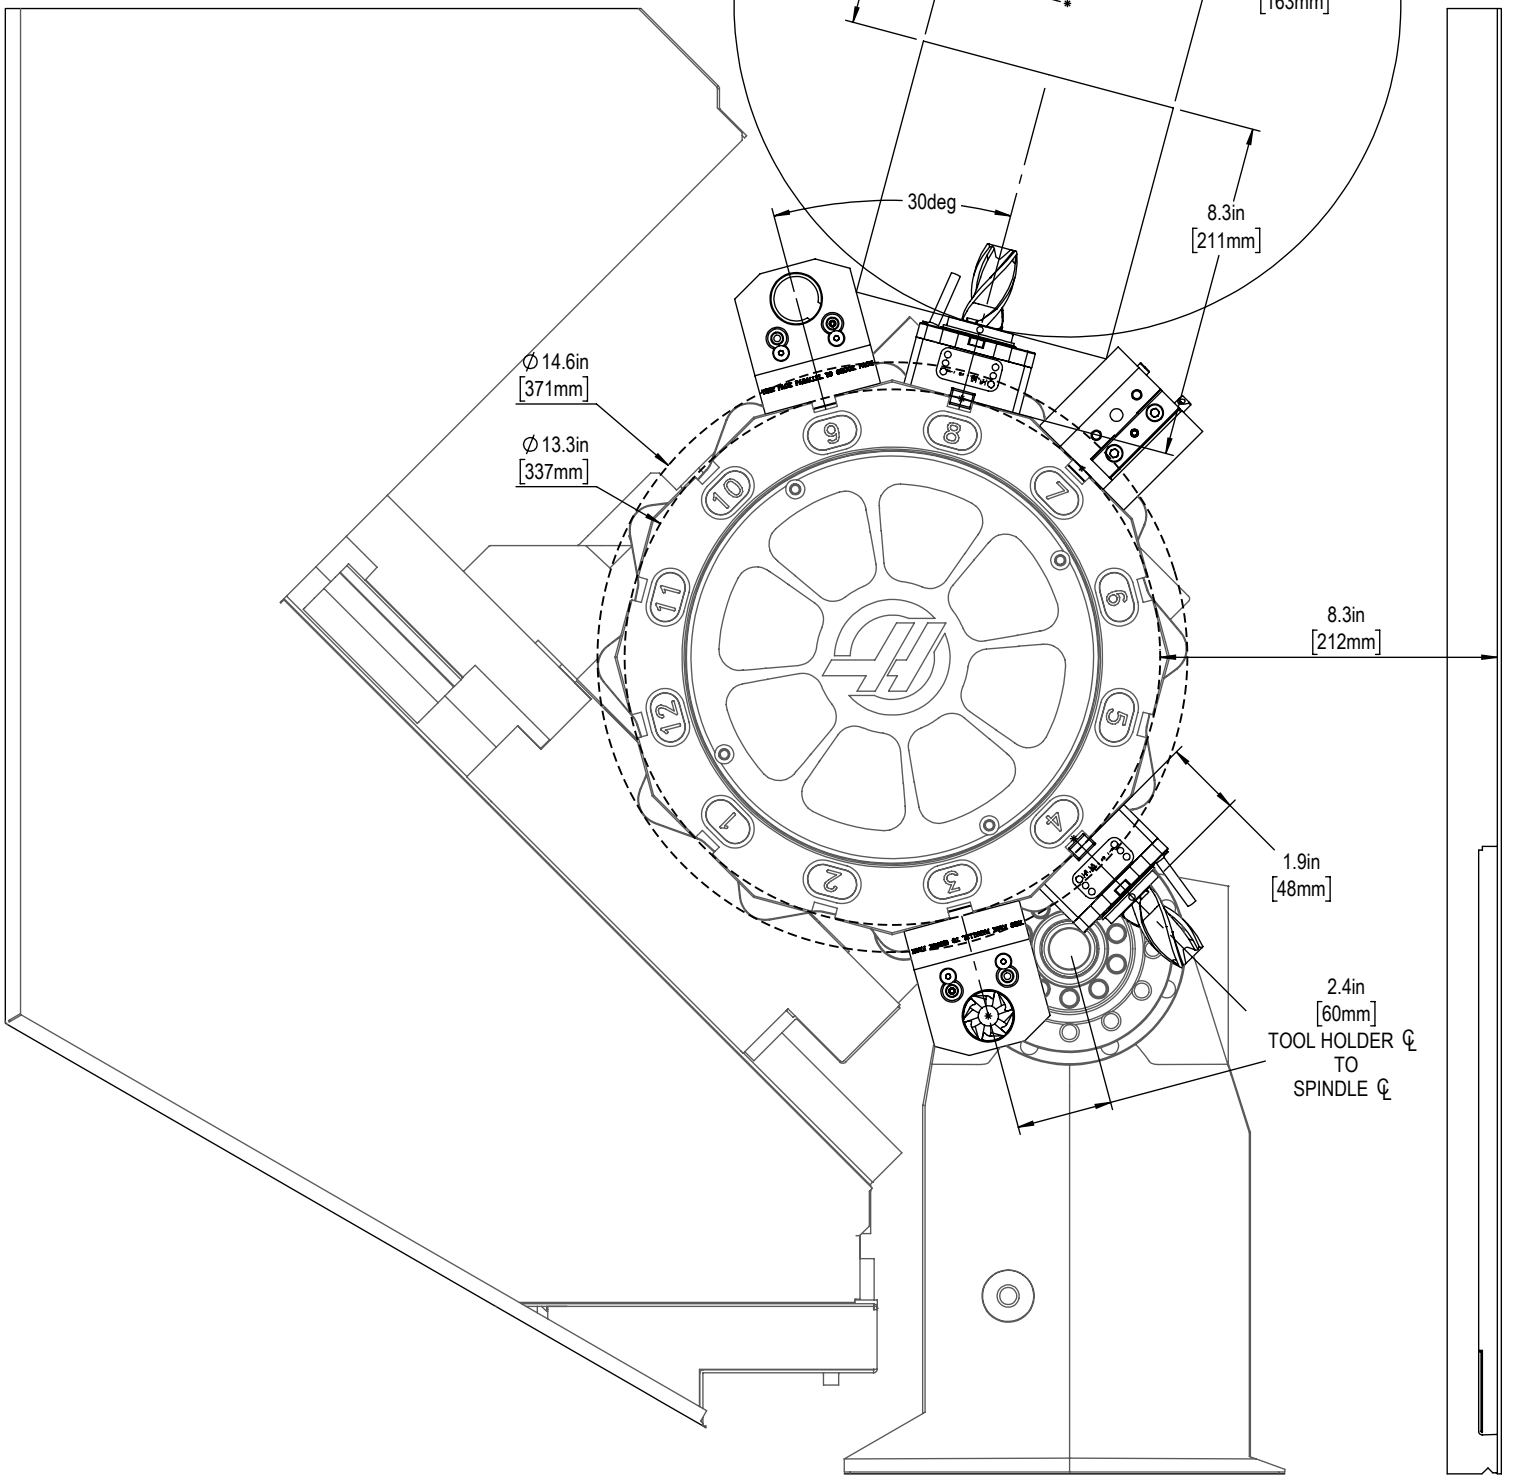 [163mm]
30deg
8.3in
[211mm]
Ø 14.6in
[371mm]
Ø 13.3in
[337mm]
9
8
10
7
11
6
8.3in
[212mm]
12
5
1
4
2
3
1.9in
[48mm]
2.4in
[60mm]
TOOL HOLDER ℄
TO
SPINDLE ℄